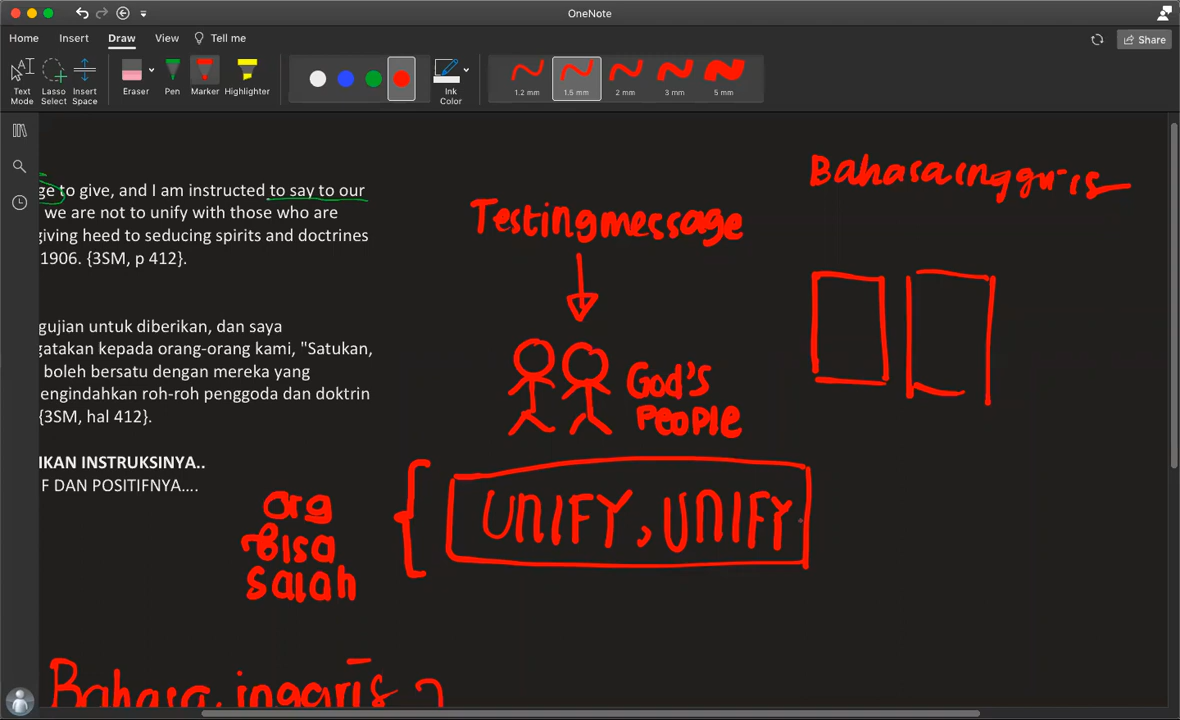 OneNote
Home Insert Draw View Tell me
Share
Text Mode
Lasso Select
Insert Space
Eraser
Pen
Marker
Highlighter
Ink Color
1.2 mm
1.5 mm
2 mm
3 mm
5 mm
ge to give, and I am instructed to say to our
we are not to unify with those who are
giving heed to seducing spirits and doctrines
1906. {3SM, p 412}.
gujian untuk diberikan, dan saya
gatakan kepada orang-orang kami, "Satukan,
boleh bersatu dengan mereka yang
engindahkan roh-roh penggoda dan doktrin
{3SM, hal 412}.
IKAN INSTRUKSINYA..
F DAN POSITIFNYA....
Bahasa inggris
Testing message
God's
PEOPLE
UNIFY, UNIFY
org
Bisa
salah
Bahasa inggris